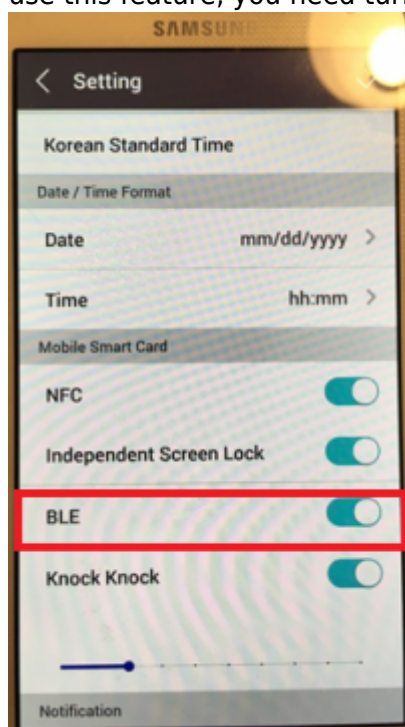 use this feature, you need tur
SAMSUNG
Setting
Korean Standard Time
Date / Time Format
Date mm/dd/yyyy
Time hh:mm
Mobile Smart Card
NFC
Independent Screen Lock
BLE
Knock Knock
Notification